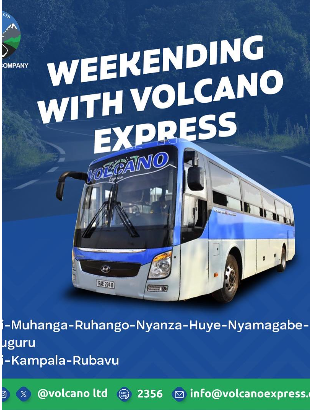 COMPANY
WEEKENDING
WITH VOLCANO
EXPRESS
VOLCANO
i-Muhanga-Ruhango-Nyanza-Huye-Nyamagabe-
uguru
i-Kampala-Rubavu
@volcano ltd 2356 info@volcanoexpress.